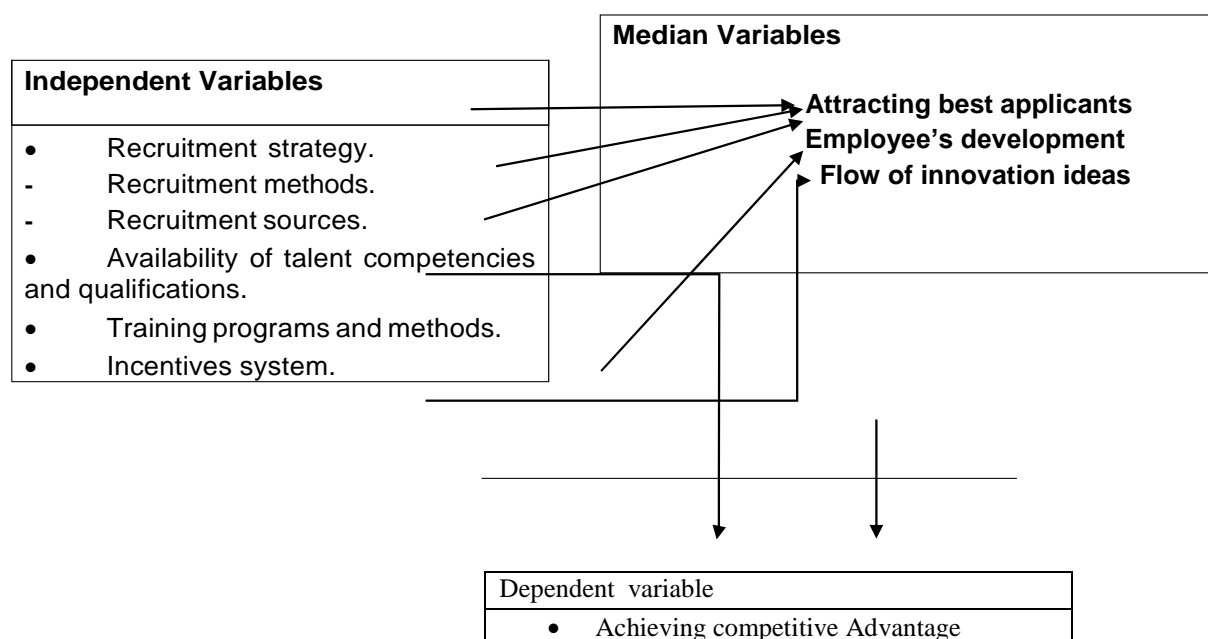 Independent Variables
• Recruitment strategy.
- Recruitment methods.
- Recruitment sources.
• Availability of talent competencies
and qualifications.
• Training programs and methods.
• Incentives system.
Median Variables
Attracting best applicants
Employee’s development
Flow of innovation ideas
Dependent variable
• Achieving competitive Advantage